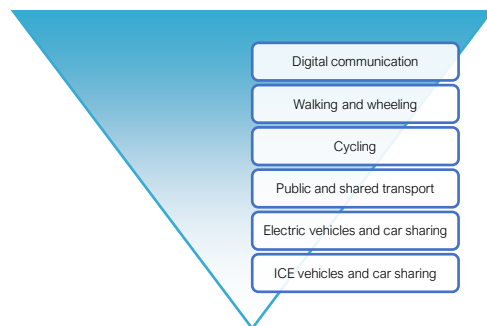 Digital communication
Walking and wheeling
Cycling
Public and shared transport
Electric vehicles and car sharing
ICE vehicles and car sharing